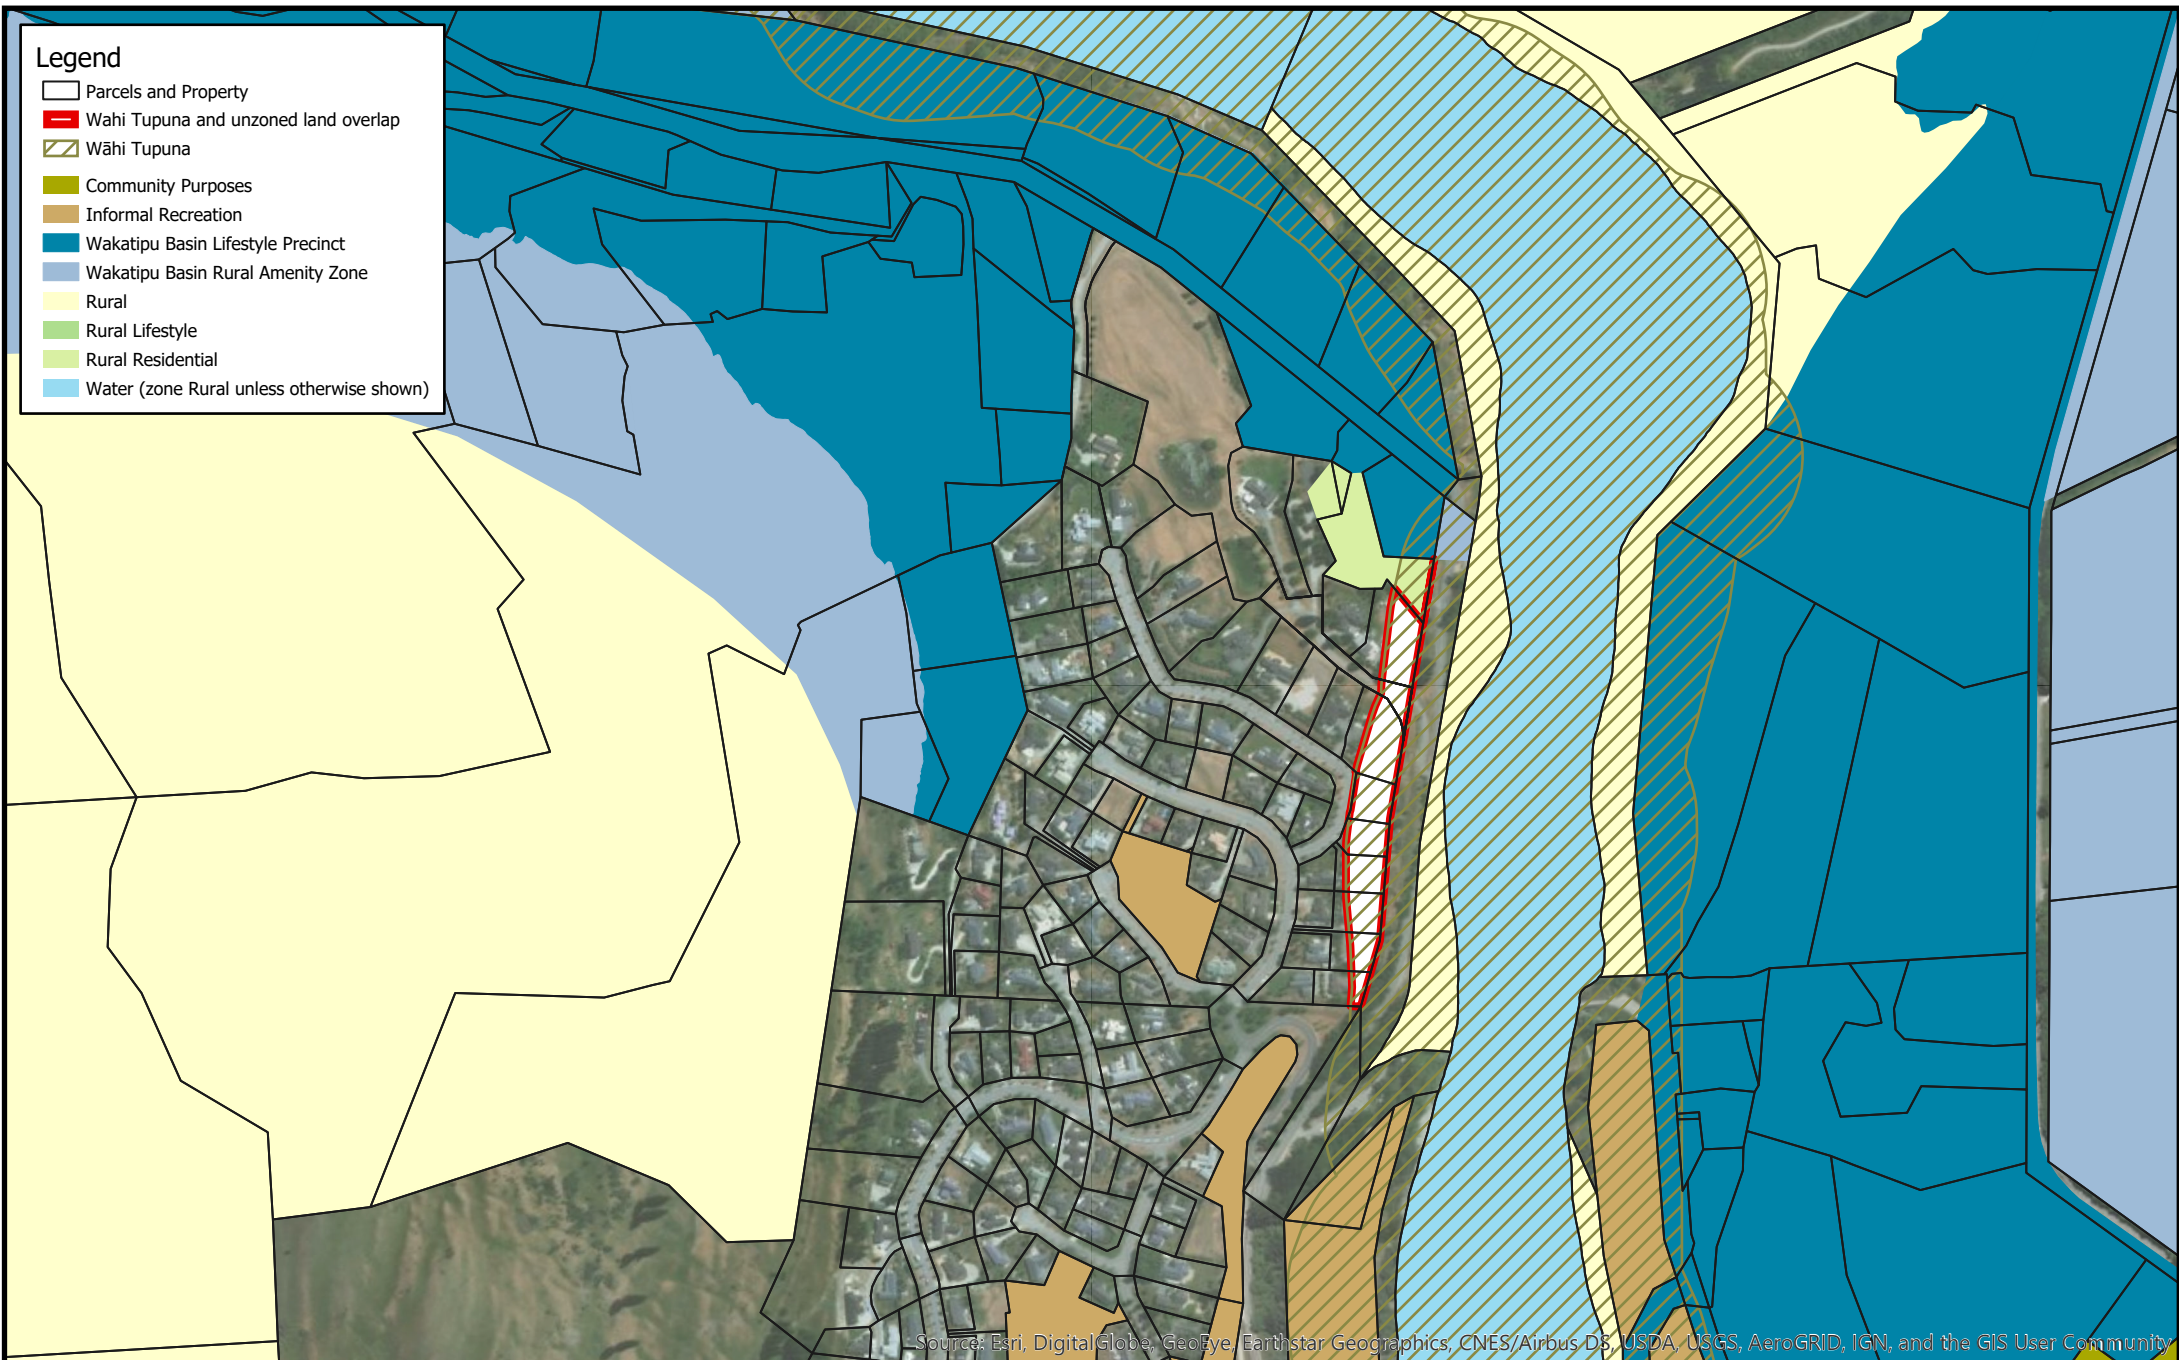 Legend
Parcels and Property
Wahi Tupuna and unzoned land overlap
Wāhi Tupuna
Community Purposes
Informal Recreation
Wakatipu Basin Lifestyle Precinct
Wakatipu Basin Rural Amenity Zone
Rural
Rural Lifestyle
Rural Residential
Water (zone Rural unless otherwise shown)
Source: Esri, DigitalGlobe, GeoEye, Earthstar Geographics, CNES/Airbus DS, USDA, USGS, AeroGRID, IGN, and the GIS User Community